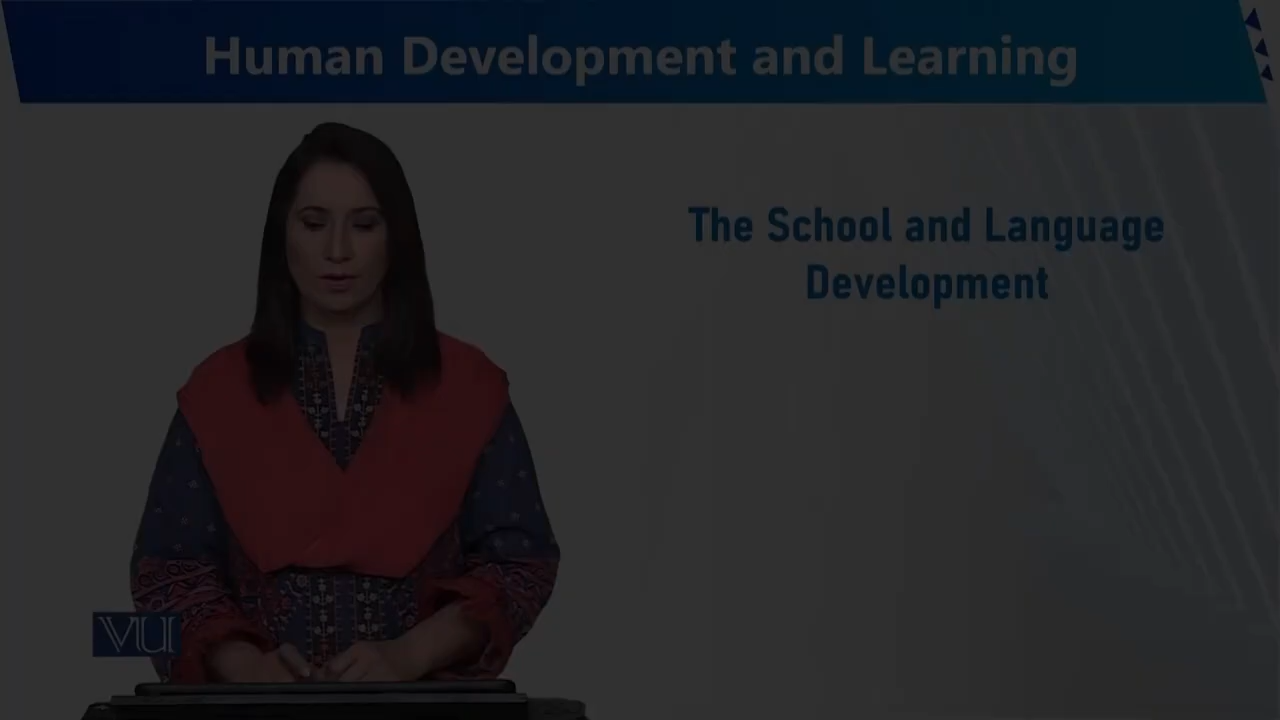 Human Development and Learning
The School and Language
Development
VU